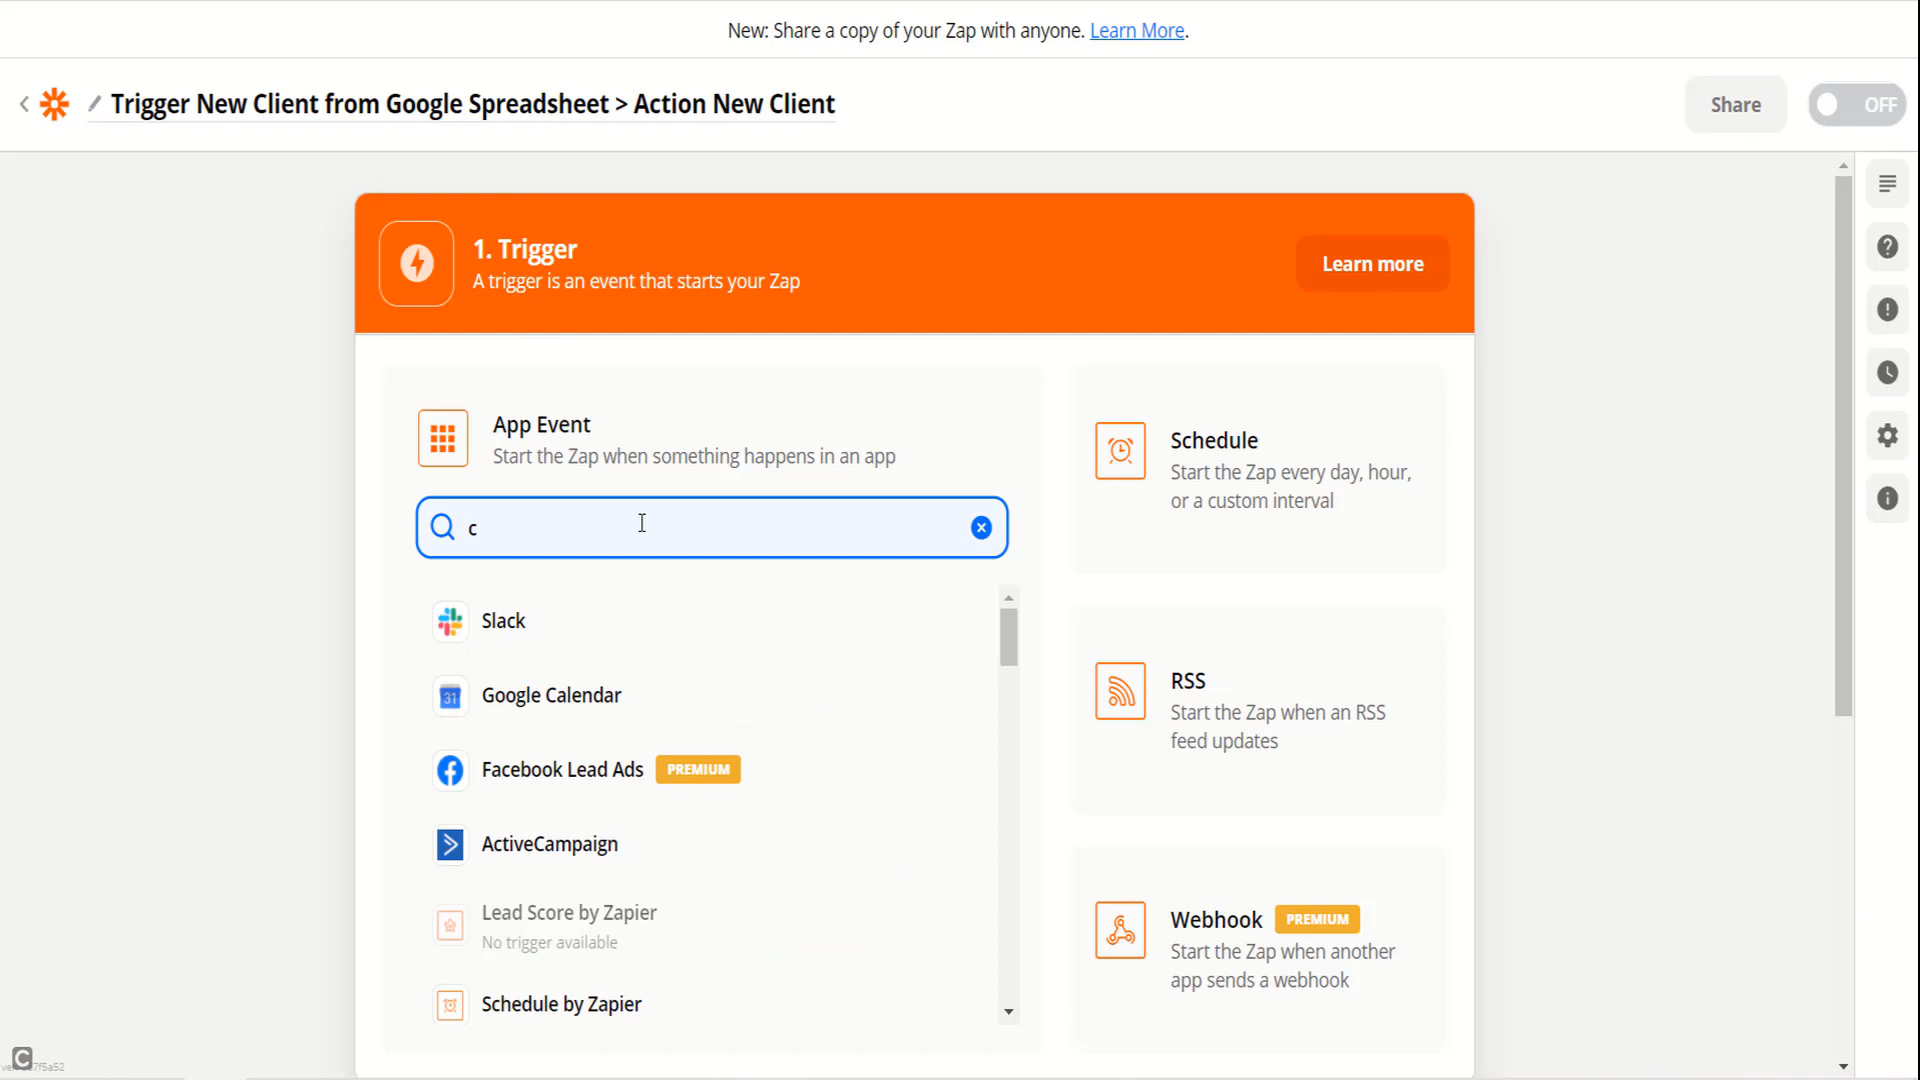 New: Share a copy of your Zap with anyone. Learn More.
Trigger New Client from Google Spreadsheet > Action New Client
Share
OFF
1. Trigger
A trigger is an event that starts your Zap
Learn more
App Event
Start the Zap when something happens in an app
c
Slack
31
Google Calendar
Facebook Lead Ads PREMIUM
ActiveCampaign
Lead Score by Zapier
No trigger available
Schedule by Zapier
Schedule
Start the Zap every day, hour,
or a custom interval
RSS
Start the Zap when an RSS
feed updates
Webhook PREMIUM
Start the Zap when another
app sends a webhook
C